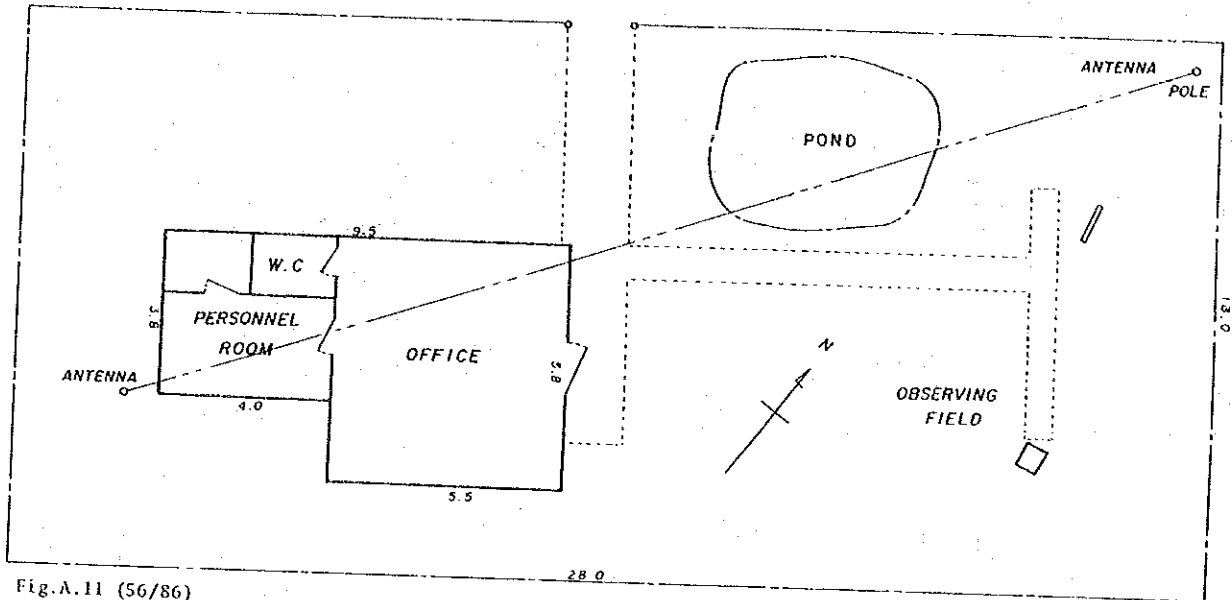 ANTENNA
POLE
POND
9.5
W.C
3.8
PERSONNEL
ROOM
OFFICE
5.8
13.0
N
ANTENNA
4.0
OBSERVING
FIELD
5.5
28.0
Fig.A.11 (56/86)